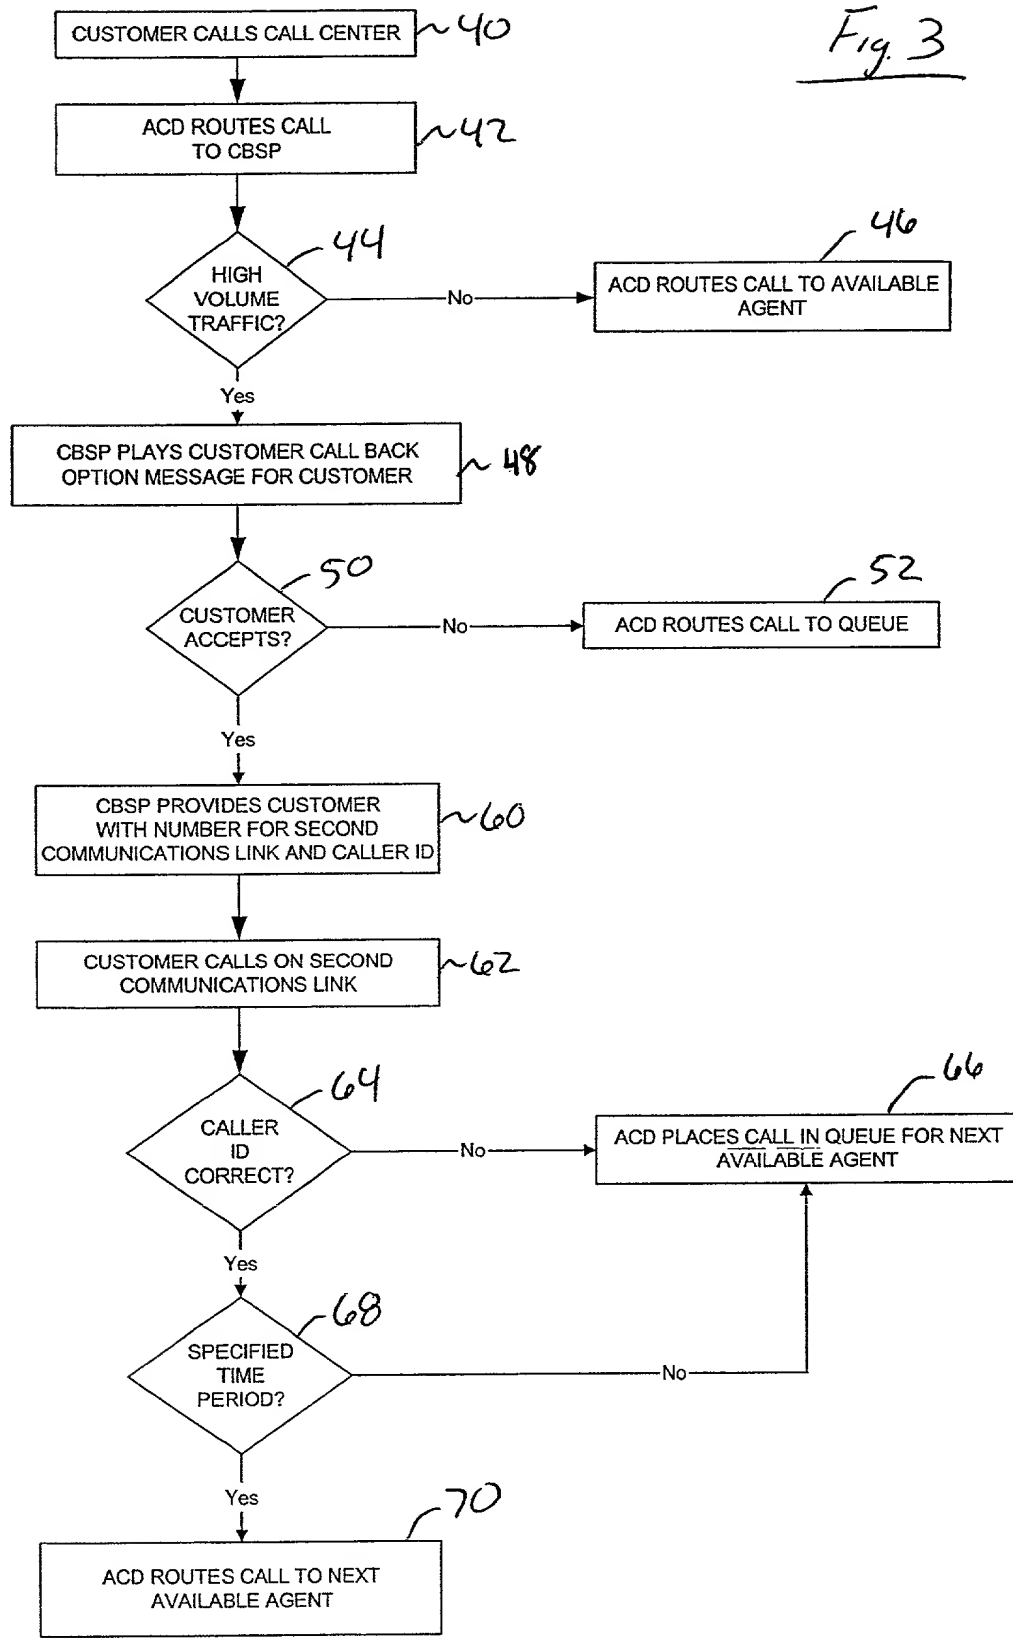 Fig. 3
CUSTOMER CALLS CALL CENTER
40
ACD ROUTES CALL
TO CBSP
42
44
HIGH
VOLUME
TRAFFIC?
No
46
ACD ROUTES CALL TO AVAILABLE
AGENT
Yes
CBSP PLAYS CUSTOMER CALL BACK
OPTION MESSAGE FOR CUSTOMER
48
50
CUSTOMER
ACCEPTS?
No
52
ACD ROUTES CALL TO QUEUE
Yes
CBSP PROVIDES CUSTOMER
WITH NUMBER FOR SECOND
COMMUNICATIONS LINK AND CALLER ID
60
CUSTOMER CALLS ON SECOND
COMMUNICATIONS LINK
62
64
CALLER
ID
CORRECT?
No
66
ACD PLACES CALL IN QUEUE FOR NEXT
AVAILABLE AGENT
Yes
68
SPECIFIED
TIME
PERIOD?
No
Yes
70
ACD ROUTES CALL TO NEXT
AVAILABLE AGENT